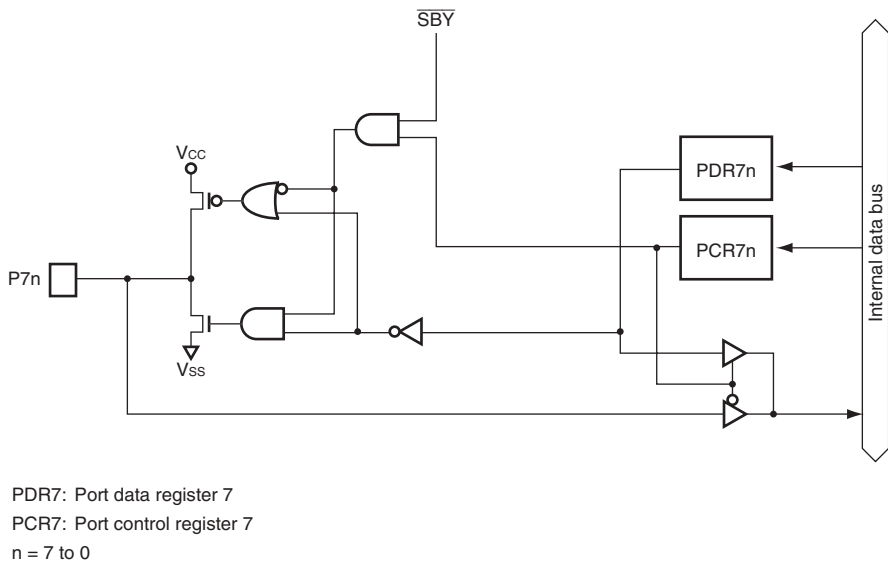 SBY
VCC
PDR7n
PCR7n
Internal data bus
P7n
VSS
PDR7: Port data register 7
PCR7: Port control register 7
n = 7 to 0